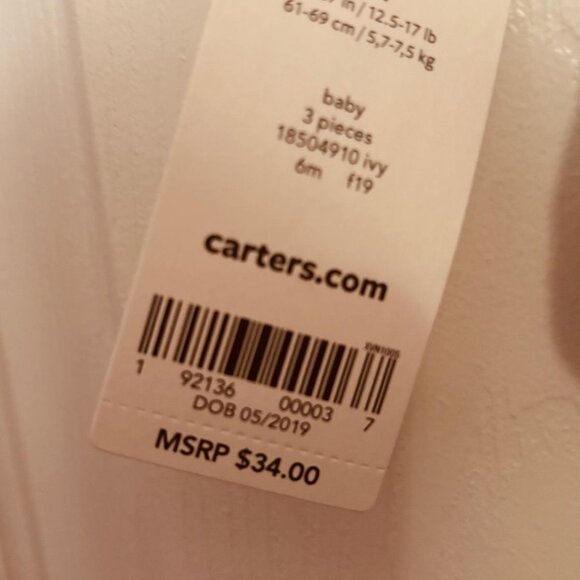 in / 12.5-17 lb
61-69 cm / 5,7-7,5 kg
baby
3 pieces
18504910 ivy
6m f19
carters.com
XVN1005
1 92136 00003 7
DOB 05/2019
MSRP $34.00